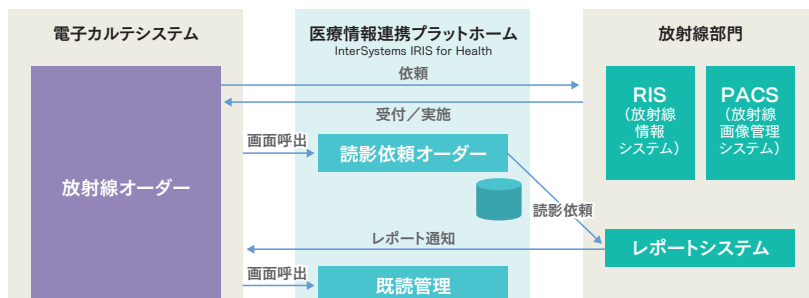 電子カルテシステム
医療情報連携プラットホーム
InterSystems IRIS for Health
放射線部門
依頼
受付／実施
放射線オーダー
画面呼出
読影依頼オーダー
読影依頼
レポート通知
画面呼出
既読管理
RIS
（放射線
情報
システム）
PACS
（放射線
画像管理
システム）
レポートシステム